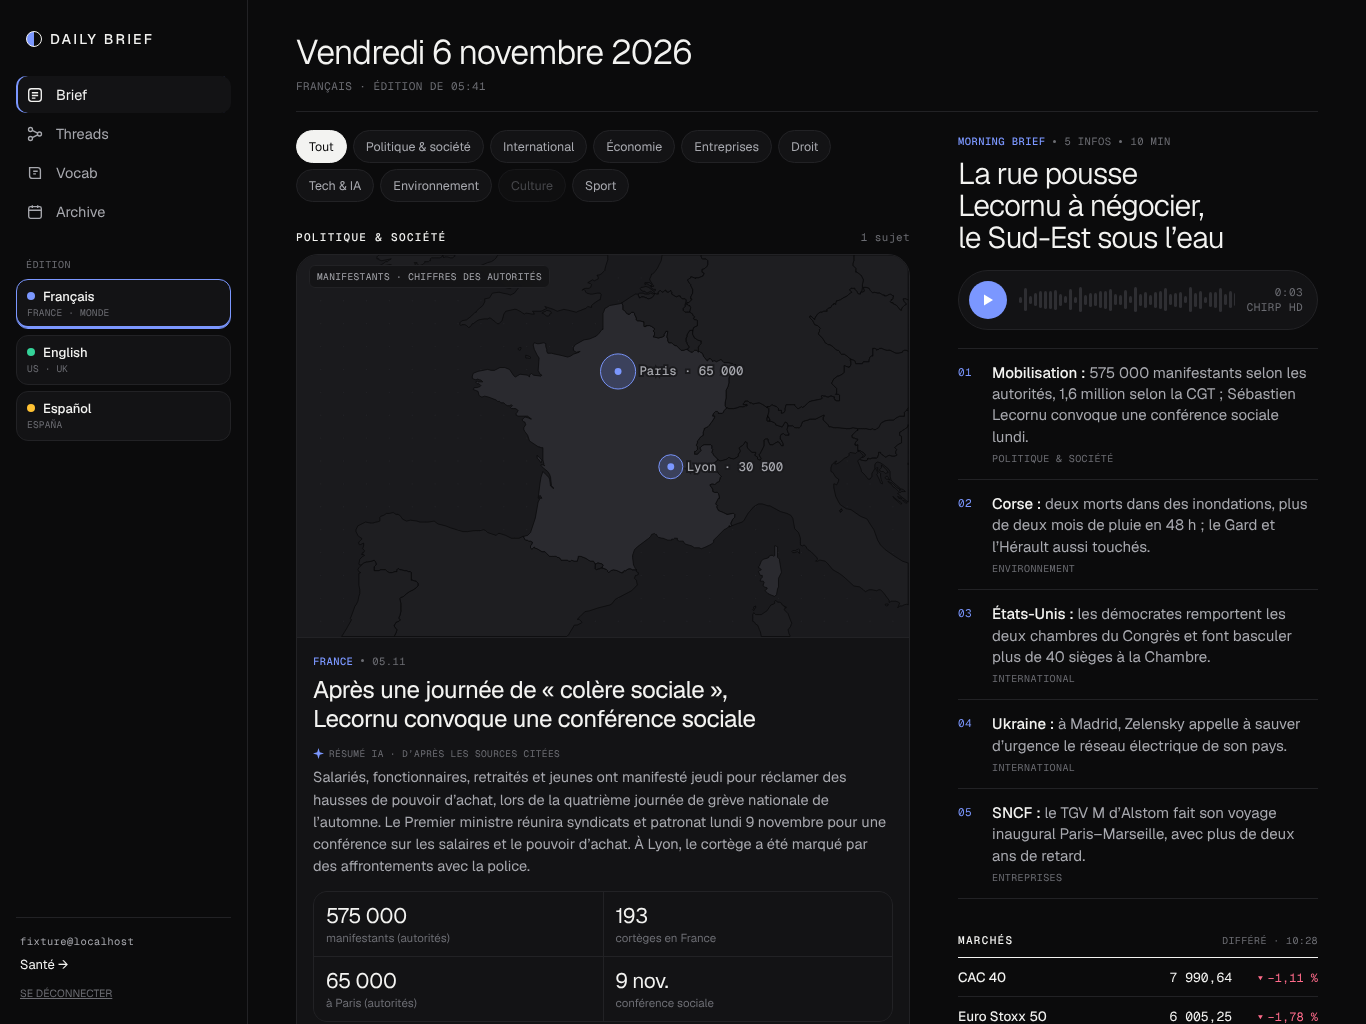 DAILY BRIEF
Brief
Threads
Vocab
Archive
ÉDITION
Français
FRANCE · MONDE
English
US · UK
Español
ESPAÑA
fixture@localhost
Santé →
SE DÉCONNECTER
Vendredi 6 novembre 2026
FRANÇAIS · ÉDITION DE 05:41
Tout
Politique & société
International
Économie
Entreprises
Droit
Tech & IA
Environnement
Culture
Sport
POLITIQUE & SOCIÉTÉ
1 sujet
MANIFESTANTS · CHIFFRES DES AUTORITÉS
Paris · 65 000
Lyon · 30 500
FRANCE • 05.11
Après une journée de « colère sociale »,
Lecornu convoque une conférence sociale
RÉSUMÉ IA · D'APRÈS LES SOURCES CITÉES
Salariés, fonctionnaires, retraités et jeunes ont manifesté jeudi pour réclamer des
hausses de pouvoir d'achat, lors de la quatrième journée de grève nationale de
l'automne. Le Premier ministre réunira syndicats et patronat lundi 9 novembre pour une
conférence sur les salaires et le pouvoir d'achat. À Lyon, le cortège a été marqué par
des affrontements avec la police.
575 000
manifestants (autorités)
193
cortèges en France
65 000
à Paris (autorités)
9 nov.
conférence sociale
MORNING BRIEF • 5 INFOS • 10 MIN
La rue pousse
Lecornu à négocier,
le Sud-Est sous l'eau
0:03
CHIRP HD
01
Mobilisation : 575 000 manifestants selon les
autorités, 1,6 million selon la CGT ; Sébastien
Lecornu convoque une conférence sociale
lundi.
POLITIQUE & SOCIÉTÉ
02
Corse : deux morts dans des inondations, plus
de deux mois de pluie en 48 h ; le Gard et
l'Hérault aussi touchés.
ENVIRONNEMENT
03
États-Unis : les démocrates remportent les
deux chambres du Congrès et font basculer
plus de 40 sièges à la Chambre.
INTERNATIONAL
04
Ukraine : à Madrid, Zelensky appelle à sauver
d'urgence le réseau électrique de son pays.
INTERNATIONAL
05
SNCF : le TGV M d'Alstom fait son voyage
inaugural Paris–Marseille, avec plus de deux
ans de retard.
ENTREPRISES
MARCHÉS
DIFFÉRÉ · 10:28
CAC 40 7 990,64 ▼ −1,11 %
Euro Stoxx 50 6 005,25 ▼ −1,78 %